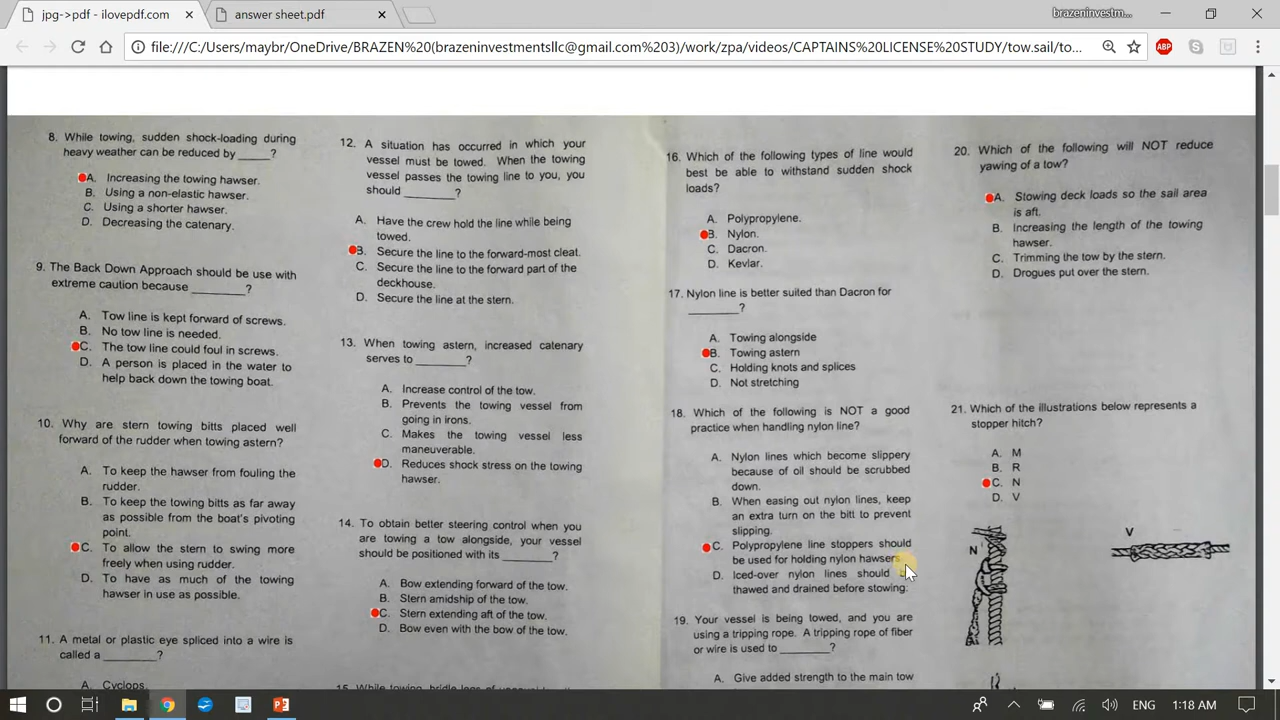 jpg->pdf - ilovepdf.com
answer sheet.pdf
brazeninvestm...
file:///C:/Users/maybr/OneDrive/BRAZEN%20(brazeninvestmentsllc@gmail.com%203)/work/zpa/videos/CAPTAINS%20LICENSE%20STUDY/tow.sail/to...
ABP
8. While towing, sudden shock-loading during
heavy weather can be reduced by _____?
A. Increasing the towing hawser.
B. Using a non-elastic hawser.
C. Using a shorter hawser.
D. Decreasing the catenary.
9. The Back Down Approach should be use with
extreme caution because _________?
A. Tow line is kept forward of screws.
B. No tow line is needed.
C. The tow line could foul in screws.
D. A person is placed in the water to
help back down the towing boat.
10. Why are stern towing bitts placed well
forward of the rudder when towing astern?
A. To keep the hawser from fouling the
rudder.
B. To keep the towing bitts as far away
as possible from the boat's pivoting
point.
C. To allow the stern to swing more
freely when using rudder.
D. To have as much of the towing
hawser in use as possible.
11. A metal or plastic eye spliced into a wire is
called a _________?
A. Cyclops.
12. A situation has occurred in which your
vessel must be towed. When the towing
vessel passes the towing line to you, you
should _________?
A. Have the crew hold the line while being
towed.
B. Secure the line to the forward-most cleat.
C. Secure the line to the forward part of the
deckhouse.
D. Secure the line at the stern.
13. When towing astern, increased catenary
serves to _________?
A. Increase control of the tow.
B. Prevents the towing vessel from
going in irons.
C. Makes the towing vessel less
maneuverable.
D. Reduces shock stress on the towing
hawser.
14. To obtain better steering control when you
are towing a tow alongside, your vessel
should be positioned with its _________?
A. Bow extending forward of the tow.
B. Stern amidship of the tow.
C. Stern extending aft of the tow.
D. Bow even with the bow of the tow.
15. While towing, bridle legs of
16. Which of the following types of line would
best be able to withstand sudden shock
loads?
A. Polypropylene.
B. Nylon.
C. Dacron.
D. Kevlar.
17. Nylon line is better suited than Dacron for
_________?
A. Towing alongside
B. Towing astern
C. Holding knots and splices
D. Not stretching
18. Which of the following is NOT a good
practice when handling nylon line?
A. Nylon lines which become slippery
because of oil should be scrubbed
down.
B. When easing out nylon lines, keep
an extra turn on the bitt to prevent
slipping.
C. Polypropylene line stoppers should
be used for holding nylon hawsers
D. Iced-over nylon lines should
thawed and drained before stowing.
19. Your vessel is being towed, and you are
using a tripping rope. A tripping rope of fiber
or wire is used to _________?
A. Give added strength to the main tow
20. Which of the following will NOT reduce
yawing of a tow?
A. Stowing deck loads so the sail area
is aft.
B. Increasing the length of the towing
hawser.
C. Trimming the tow by the stern.
D. Drogues put over the stern.
21. Which of the illustrations below represents a
stopper hitch?
A. M
B. R
C. N
D. V
N
V
ENG
1:18 AM